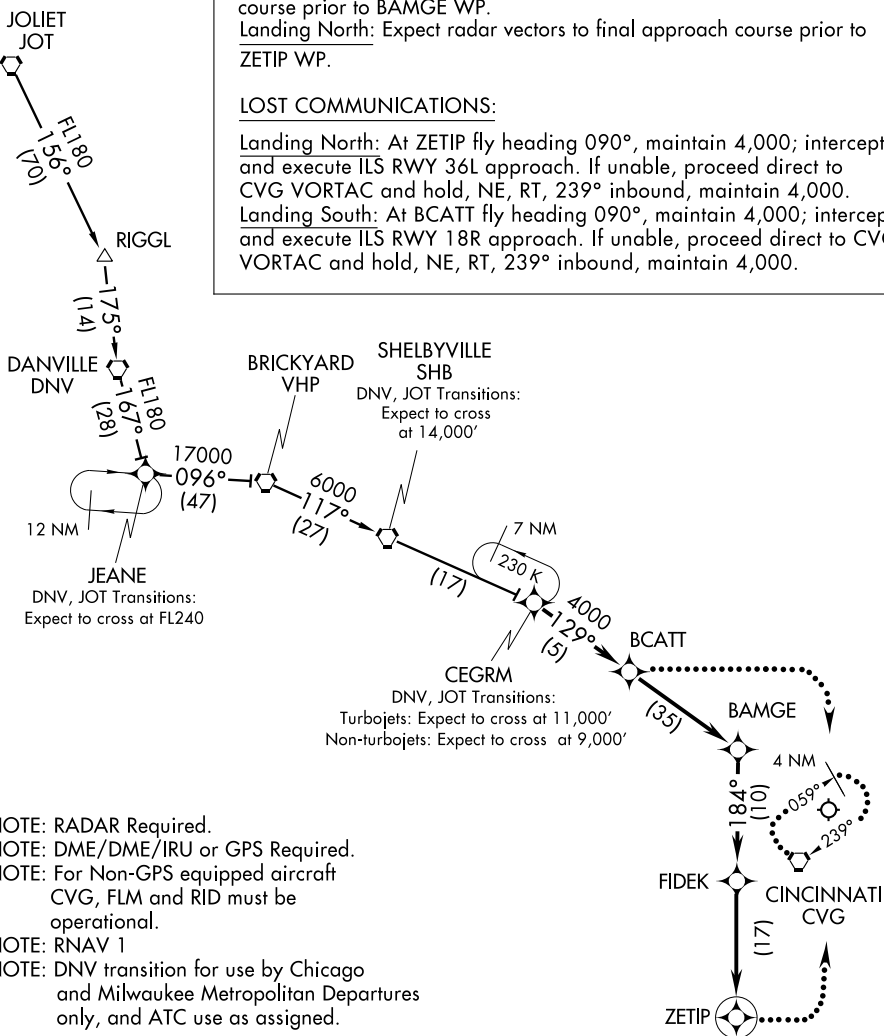 course prior to BAMGE WP.
Landing North: Expect radar vectors to final approach course prior to
ZETIP WP.
LOST COMMUNICATIONS:
Landing North: At ZETIP fly heading 090°, maintain 4,000; intercept
and execute ILS RWY 36L approach. If unable, proceed direct to
CVG VORTAC and hold, NE, RT, 239° inbound, maintain 4,000.
Landing South: At BCATT fly heading 090°, maintain 4,000; intercep
and execute ILS RWY 18R approach. If unable, proceed direct to CV
VORTAC and hold, NE, RT, 239° inbound, maintain 4,000.
JOLIET
JOT
FL180
156°
(70)
RIGGL
175°
(14)
DANVILLE
DNV
FL180
167°
(28)
BRICKYARD
VHP
SHELBYVILLE
SHB
DNV, JOT Transitions:
Expect to cross
at 14,000'
17000
096°
(47)
12 NM
JEANE
DNV, JOT Transitions:
Expect to cross at FL240
6000
117°
(27)
7 NM
230 K
(17)
4000
129°
(5)
CEGRM
DNV, JOT Transitions:
Turbojets: Expect to cross at 11,000'
Non-turbojets: Expect to cross at 9,000'
BCATT
(35)
BAMGE
4 NM
059°
239°
184°
(10)
FIDEK
CINCINNATI
CVG
(17)
ZETIP
OTE: RADAR Required.
OTE: DME/DME/IRU or GPS Required.
OTE: For Non-GPS equipped aircraft
CVG, FLM and RID must be
operational.
OTE: RNAV 1
OTE: DNV transition for use by Chicago
and Milwaukee Metropolitan Departures
only, and ATC use as assigned.